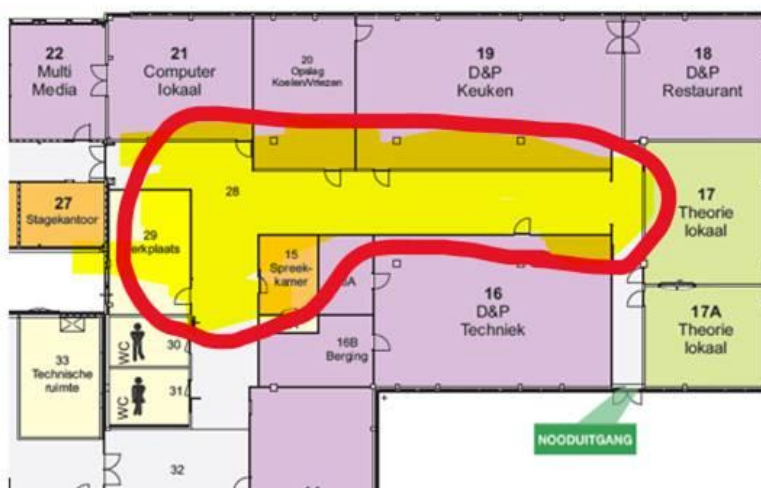 22
Multi
Media
21
Computer
lokaal
20
Opslag
Koelen/Vriezen
19
D&P
Keuken
18
D&P
Restaurant
27
Stagekantoor
28
29
erkplaats
15
Spreek-
kamer
17
Theorie
lokaal
16
D&P
Techniek
17A
Theorie
lokaal
16B
Berging
33
Technische
ruimte
WC
30
WC
31
32
NOODUITGANG